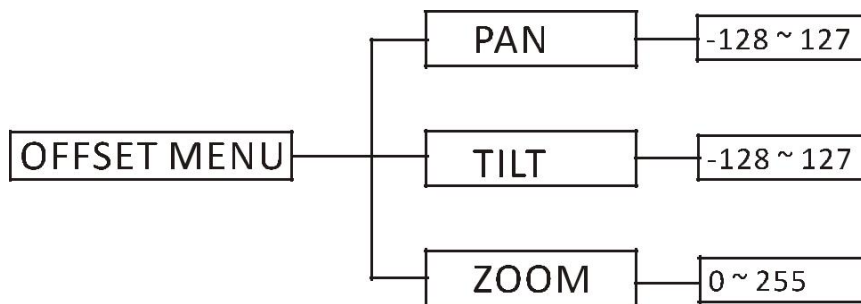 PAN
-128 ~ 127
OFFSET MENU
TILT
-128 ~ 127
ZOOM
0 ~ 255